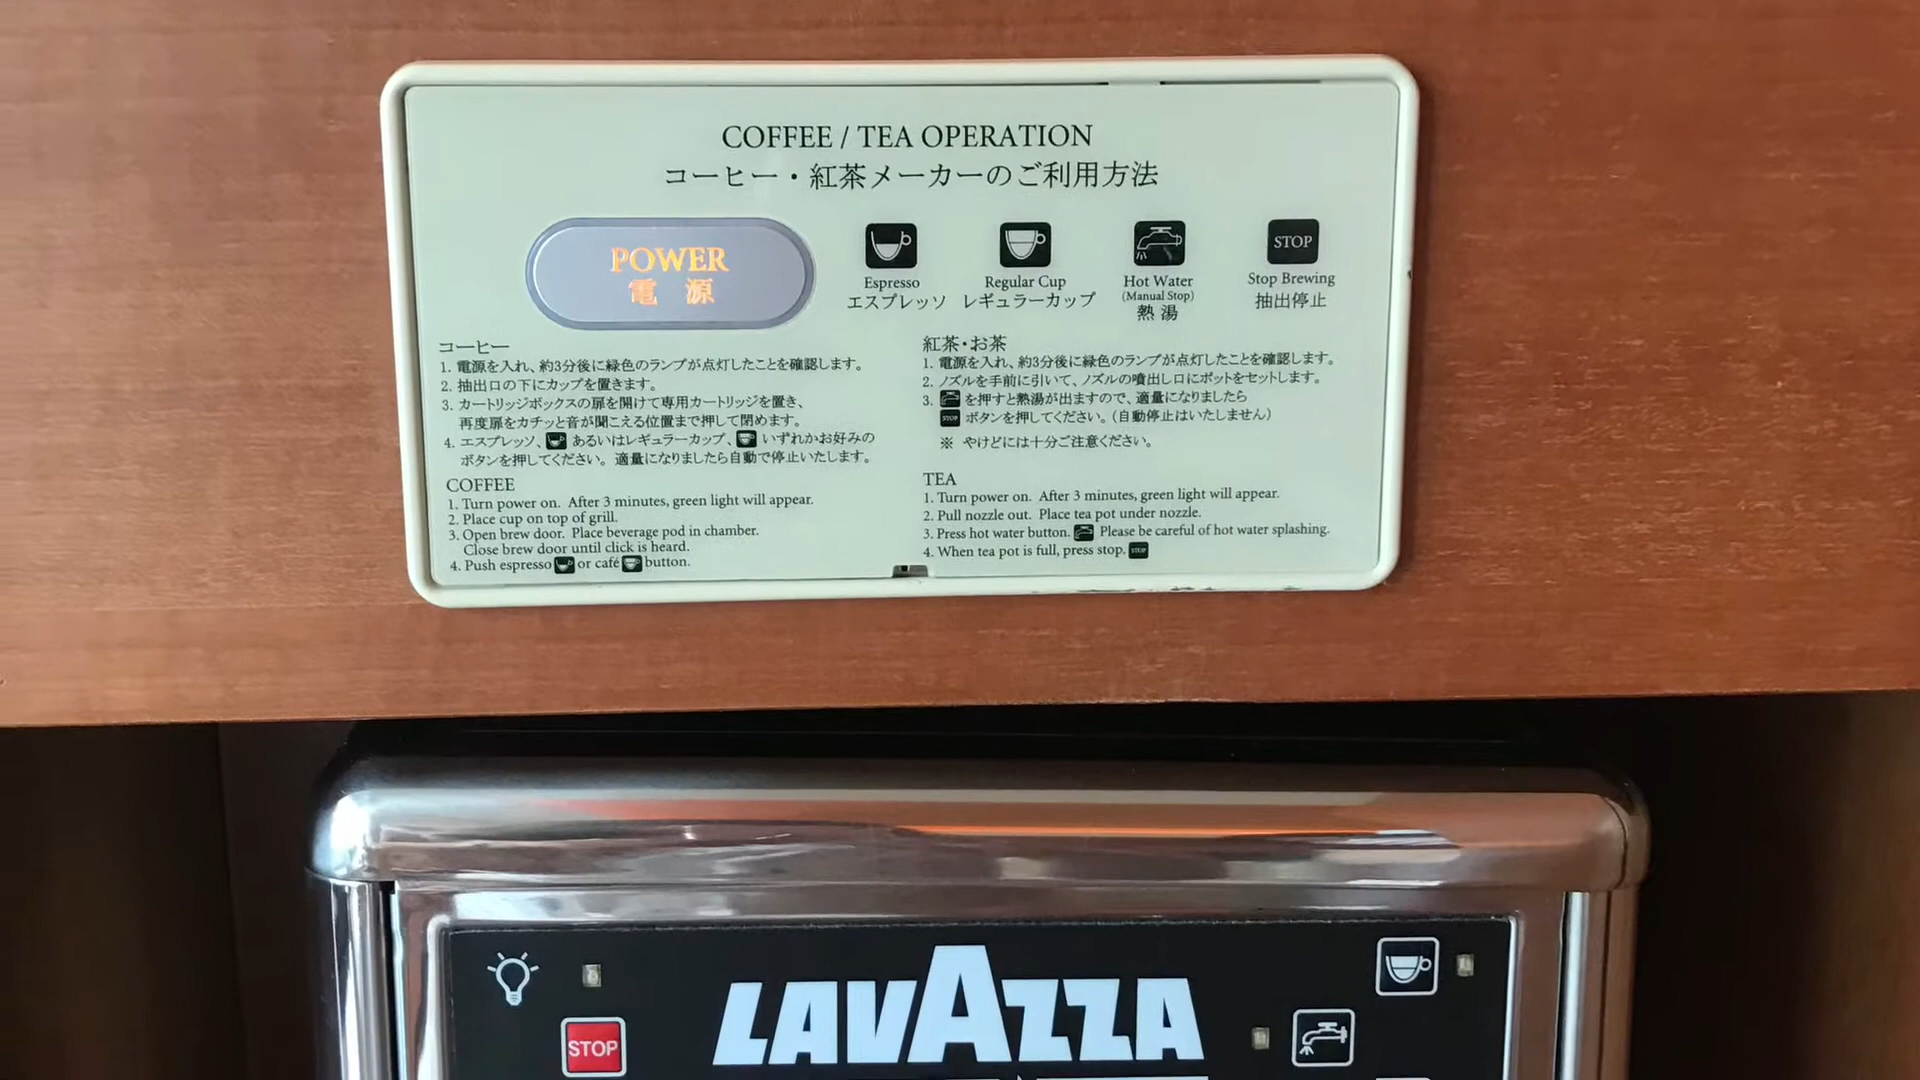 COFFEE / TEA OPERATION
コーヒー・紅茶メーカーのご利用方法
POWER
電 源
Espresso
エスプレッソ
Regular Cup
レギュラーカップ
Hot Water
(Manual Stop)
熱 湯
STOP
Stop Brewing
抽出停止
コーヒー
1. 電源を入れ、約3分後に緑色のランプが点灯したことを確認します。
2. 抽出口の下にカップを置きます。
3. カートリッジボックスの扉を開けて専用カートリッジを置き、
再度扉をカチッと音が聞こえる位置まで押して閉めます。
4. エスプレッソ、 あるいはレギュラーカップ、 いずれかお好みの
ボタンを押してください。 適量になりましたら自動で停止いたします。
COFFEE
1. Turn power on. After 3 minutes, green light will appear.
2. Place cup on top of grill.
3. Open brew door. Place beverage pod in chamber.
Close brew door until click is heard.
4. Push espresso or café button.
紅茶・お茶
1. 電源を入れ、約3分後に緑色のランプが点灯したことを確認します。
2. ノズルを手前に引いて、ノズルの噴出し口にポットをセットします。
3. を押すと熱湯が出ますので、適量になりましたら
STOP ボタンを押してください。(自動停止はいたしません)
※ やけどには十分ご注意ください。
TEA
1. Turn power on. After 3 minutes, green light will appear.
2. Pull nozzle out. Place tea pot under nozzle.
3. Press hot water button. Please be careful of hot water splashing.
4. When tea pot is full, press stop. STOP
LAVAZZA
STOP